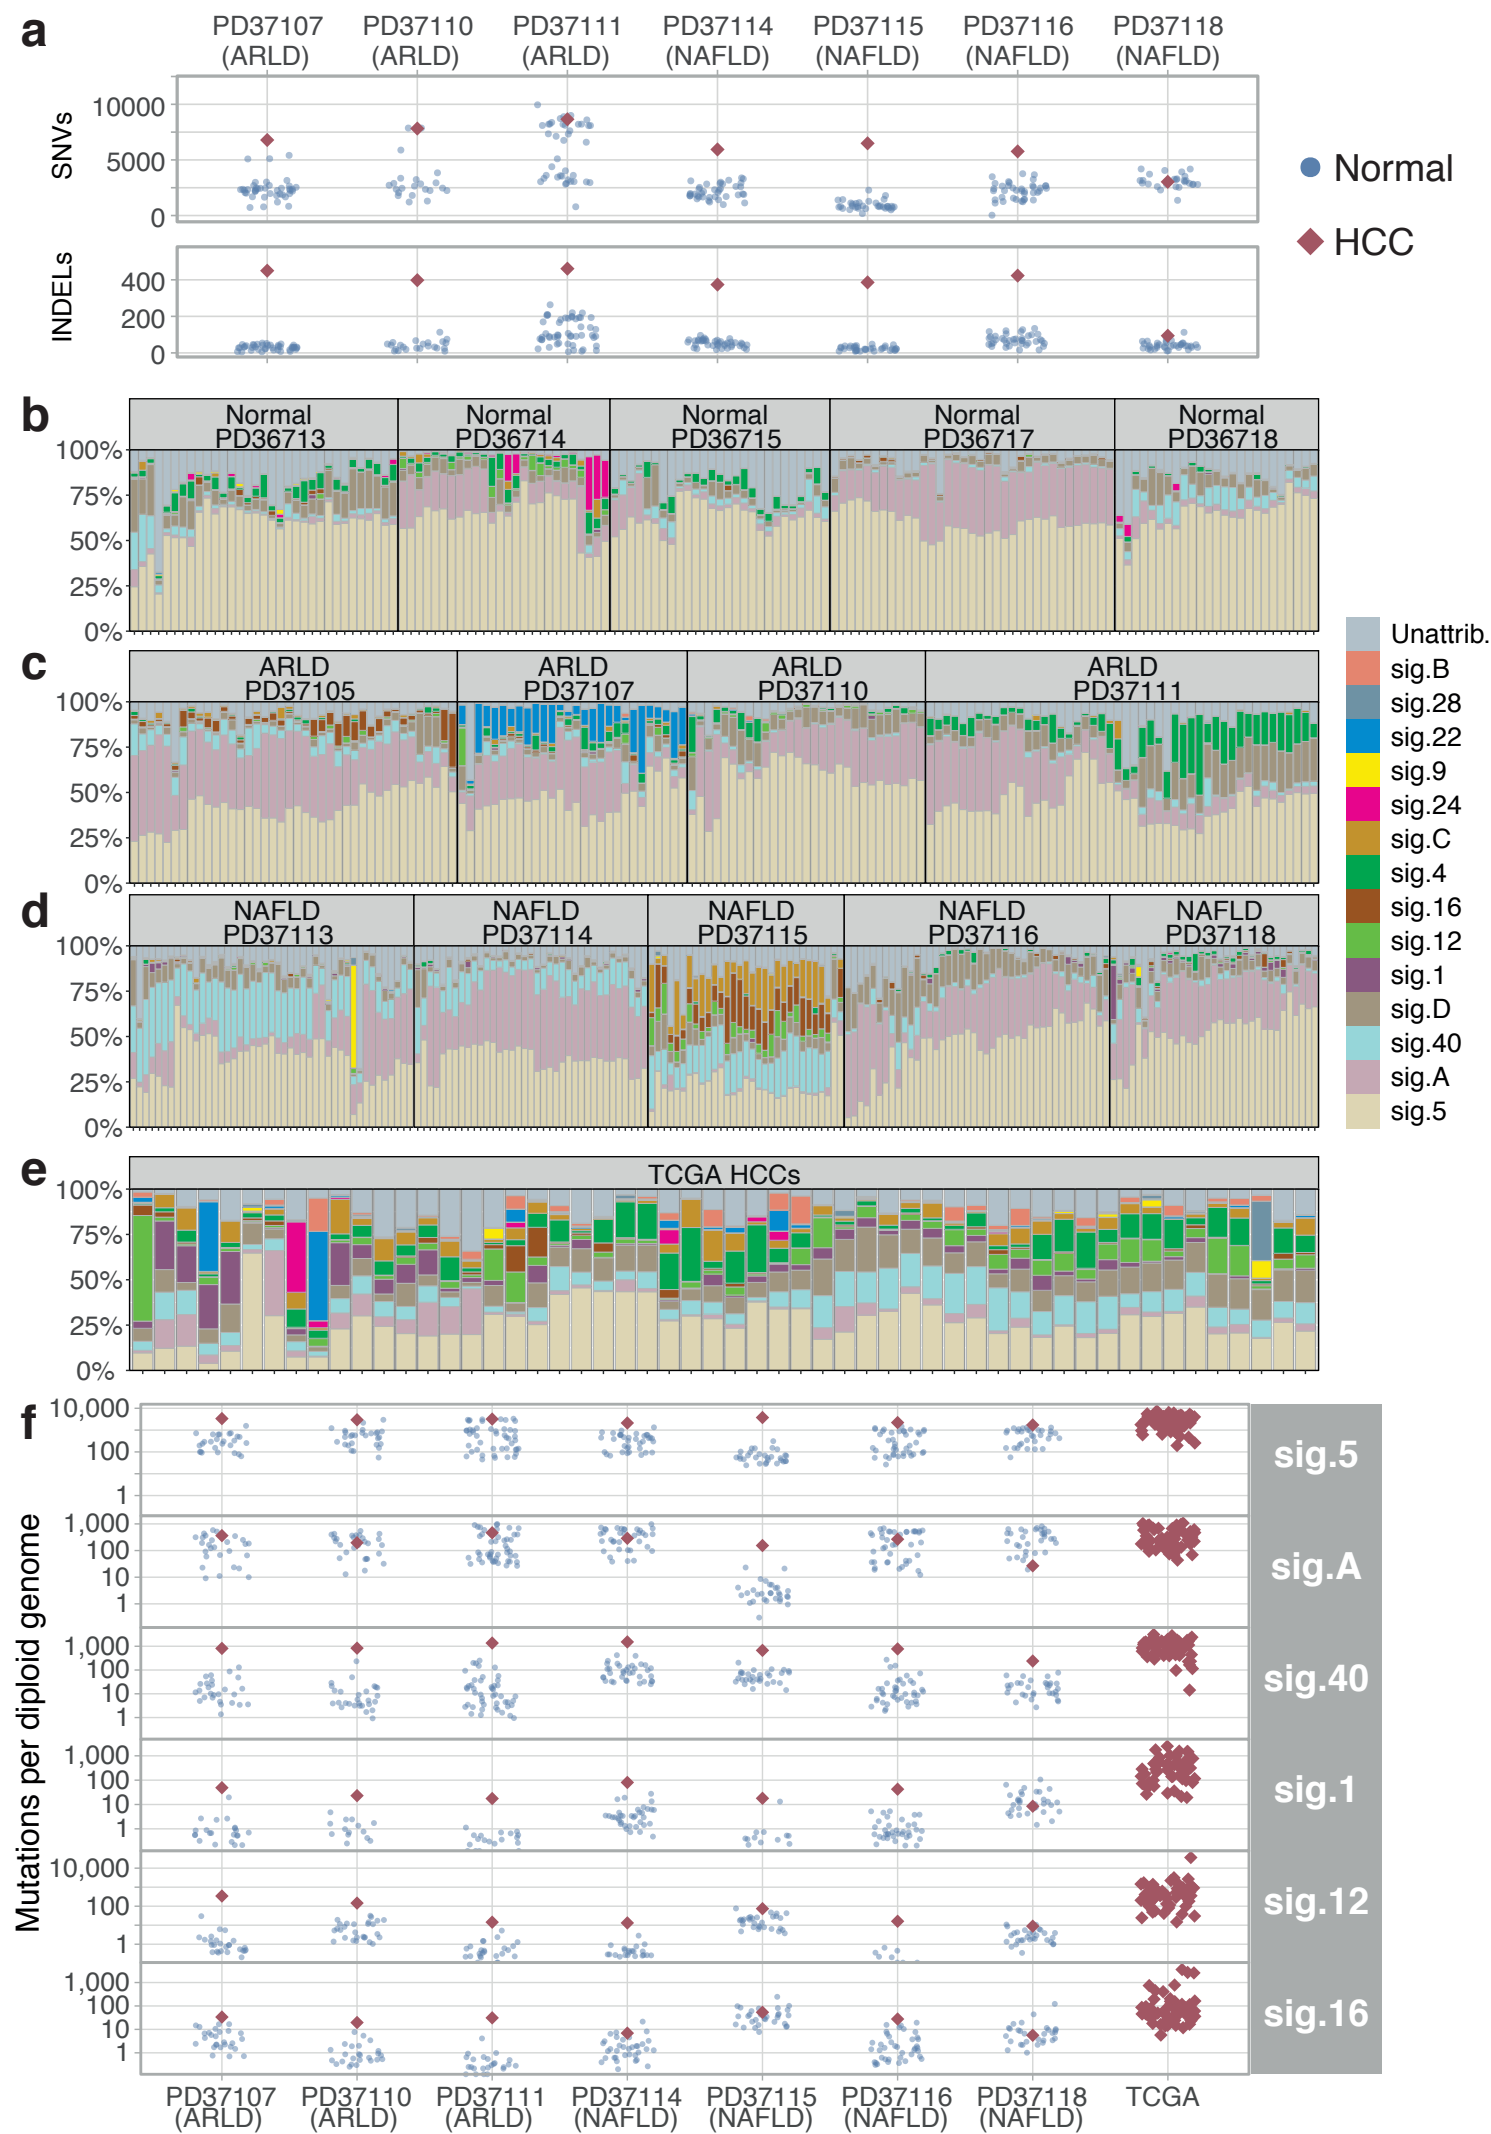 a
PD37107 PD37110 PD37111 PD37114 PD37115 PD37116 PD37118
(ARLD) (ARLD) (ARLD) (NAFLD) (NAFLD) (NAFLD) (NAFLD)
SNVs
10000
5000
0
Normal
HCC
INDELs
400
200
0
b
Normal Normal Normal Normal Normal
PD36713 PD36714 PD36715 PD36717 PD36718
100%
75%
50%
25%
0%
c
ARLD ARLD ARLD ARLD
PD37105 PD37107 PD37110 PD37111
100%
75%
50%
25%
0%
d
NAFLD NAFLD NAFLD NAFLD NAFLD
PD37113 PD37114 PD37115 PD37116 PD37118
100%
75%
50%
25%
0%
Unattrib.
sig.B
sig.28
sig.22
sig.9
sig.24
sig.C
sig.4
sig.16
sig.12
sig.1
sig.D
sig.40
sig.A
sig.5
e
TCGA HCCs
100%
75%
50%
25%
0%
f
Mutations per diploid genome
10,000
100
1
sig.5
1,000
100
10
1
sig.A
1,000
100
10
1
sig.40
1,000
100
10
1
sig.1
10,000
100
1
sig.12
1,000
100
10
1
sig.16
PD37107 PD37110 PD37111 PD37114 PD37115 PD37116 PD37118 TCGA
(ARLD) (ARLD) (ARLD) (NAFLD) (NAFLD) (NAFLD) (NAFLD)